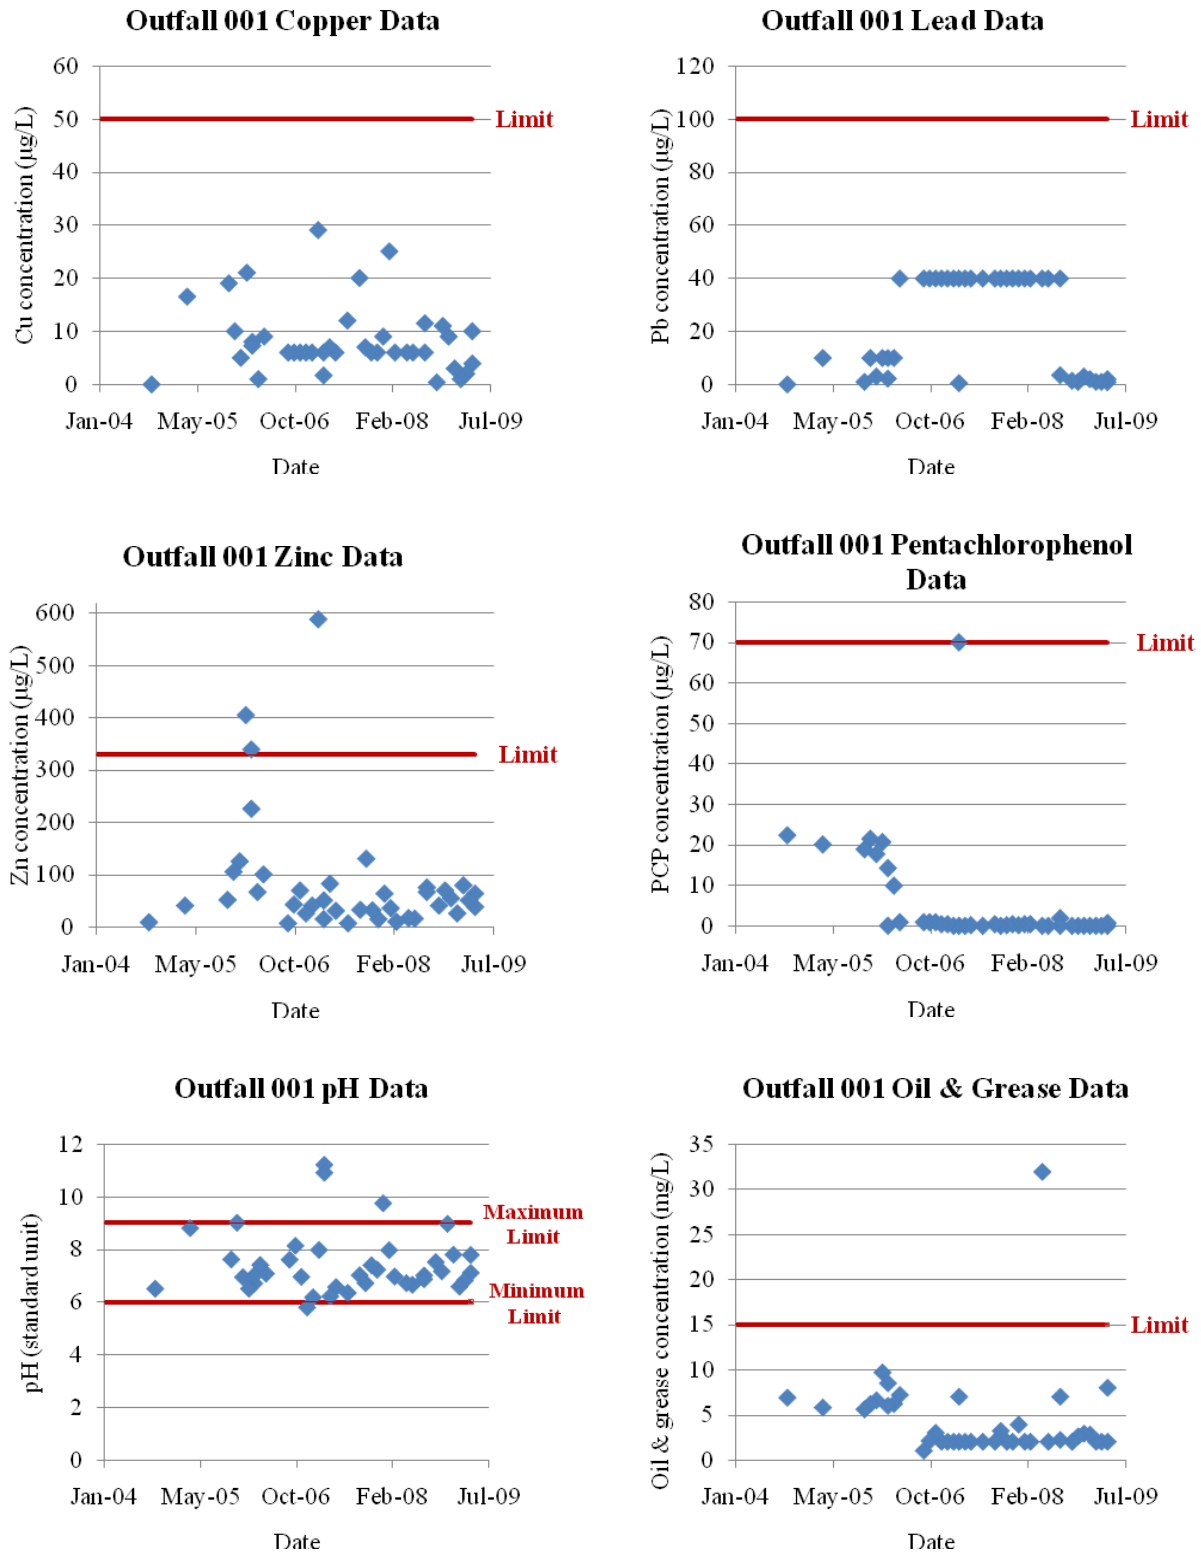 Outfall 001 Copper Data
Cu concentration (µg/L)
60
50
40
30
20
10
0
Limit
Jan-04 May-05 Oct-06 Feb-08 Jul-09
Date
Outfall 001 Lead Data
Pb concentration (µg/L)
120
100
80
60
40
20
0
Limit
Jan-04 May-05 Oct-06 Feb-08 Jul-09
Date
Outfall 001 Zinc Data
Zn concentration (µg/L)
600
500
400
300
200
100
0
Limit
Jan-04 May-05 Oct-06 Feb-08 Jul-09
Date
Outfall 001 Pentachlorophenol
Data
PCP concentration (µg/L)
80
70
60
50
40
30
20
10
0
Limit
Jan-04 May-05 Oct-06 Feb-08 Jul-09
Date
Outfall 001 pH Data
pH (standard unit)
12
10
8
6
4
2
0
Maximum
Limit
Minimum
Limit
Jan-04 May-05 Oct-06 Feb-08 Jul-09
Date
Outfall 001 Oil & Grease Data
Oil & grease concentration (mg/L)
35
30
25
20
15
10
5
0
Limit
Jan-04 May-05 Oct-06 Feb-08 Jul-09
Date